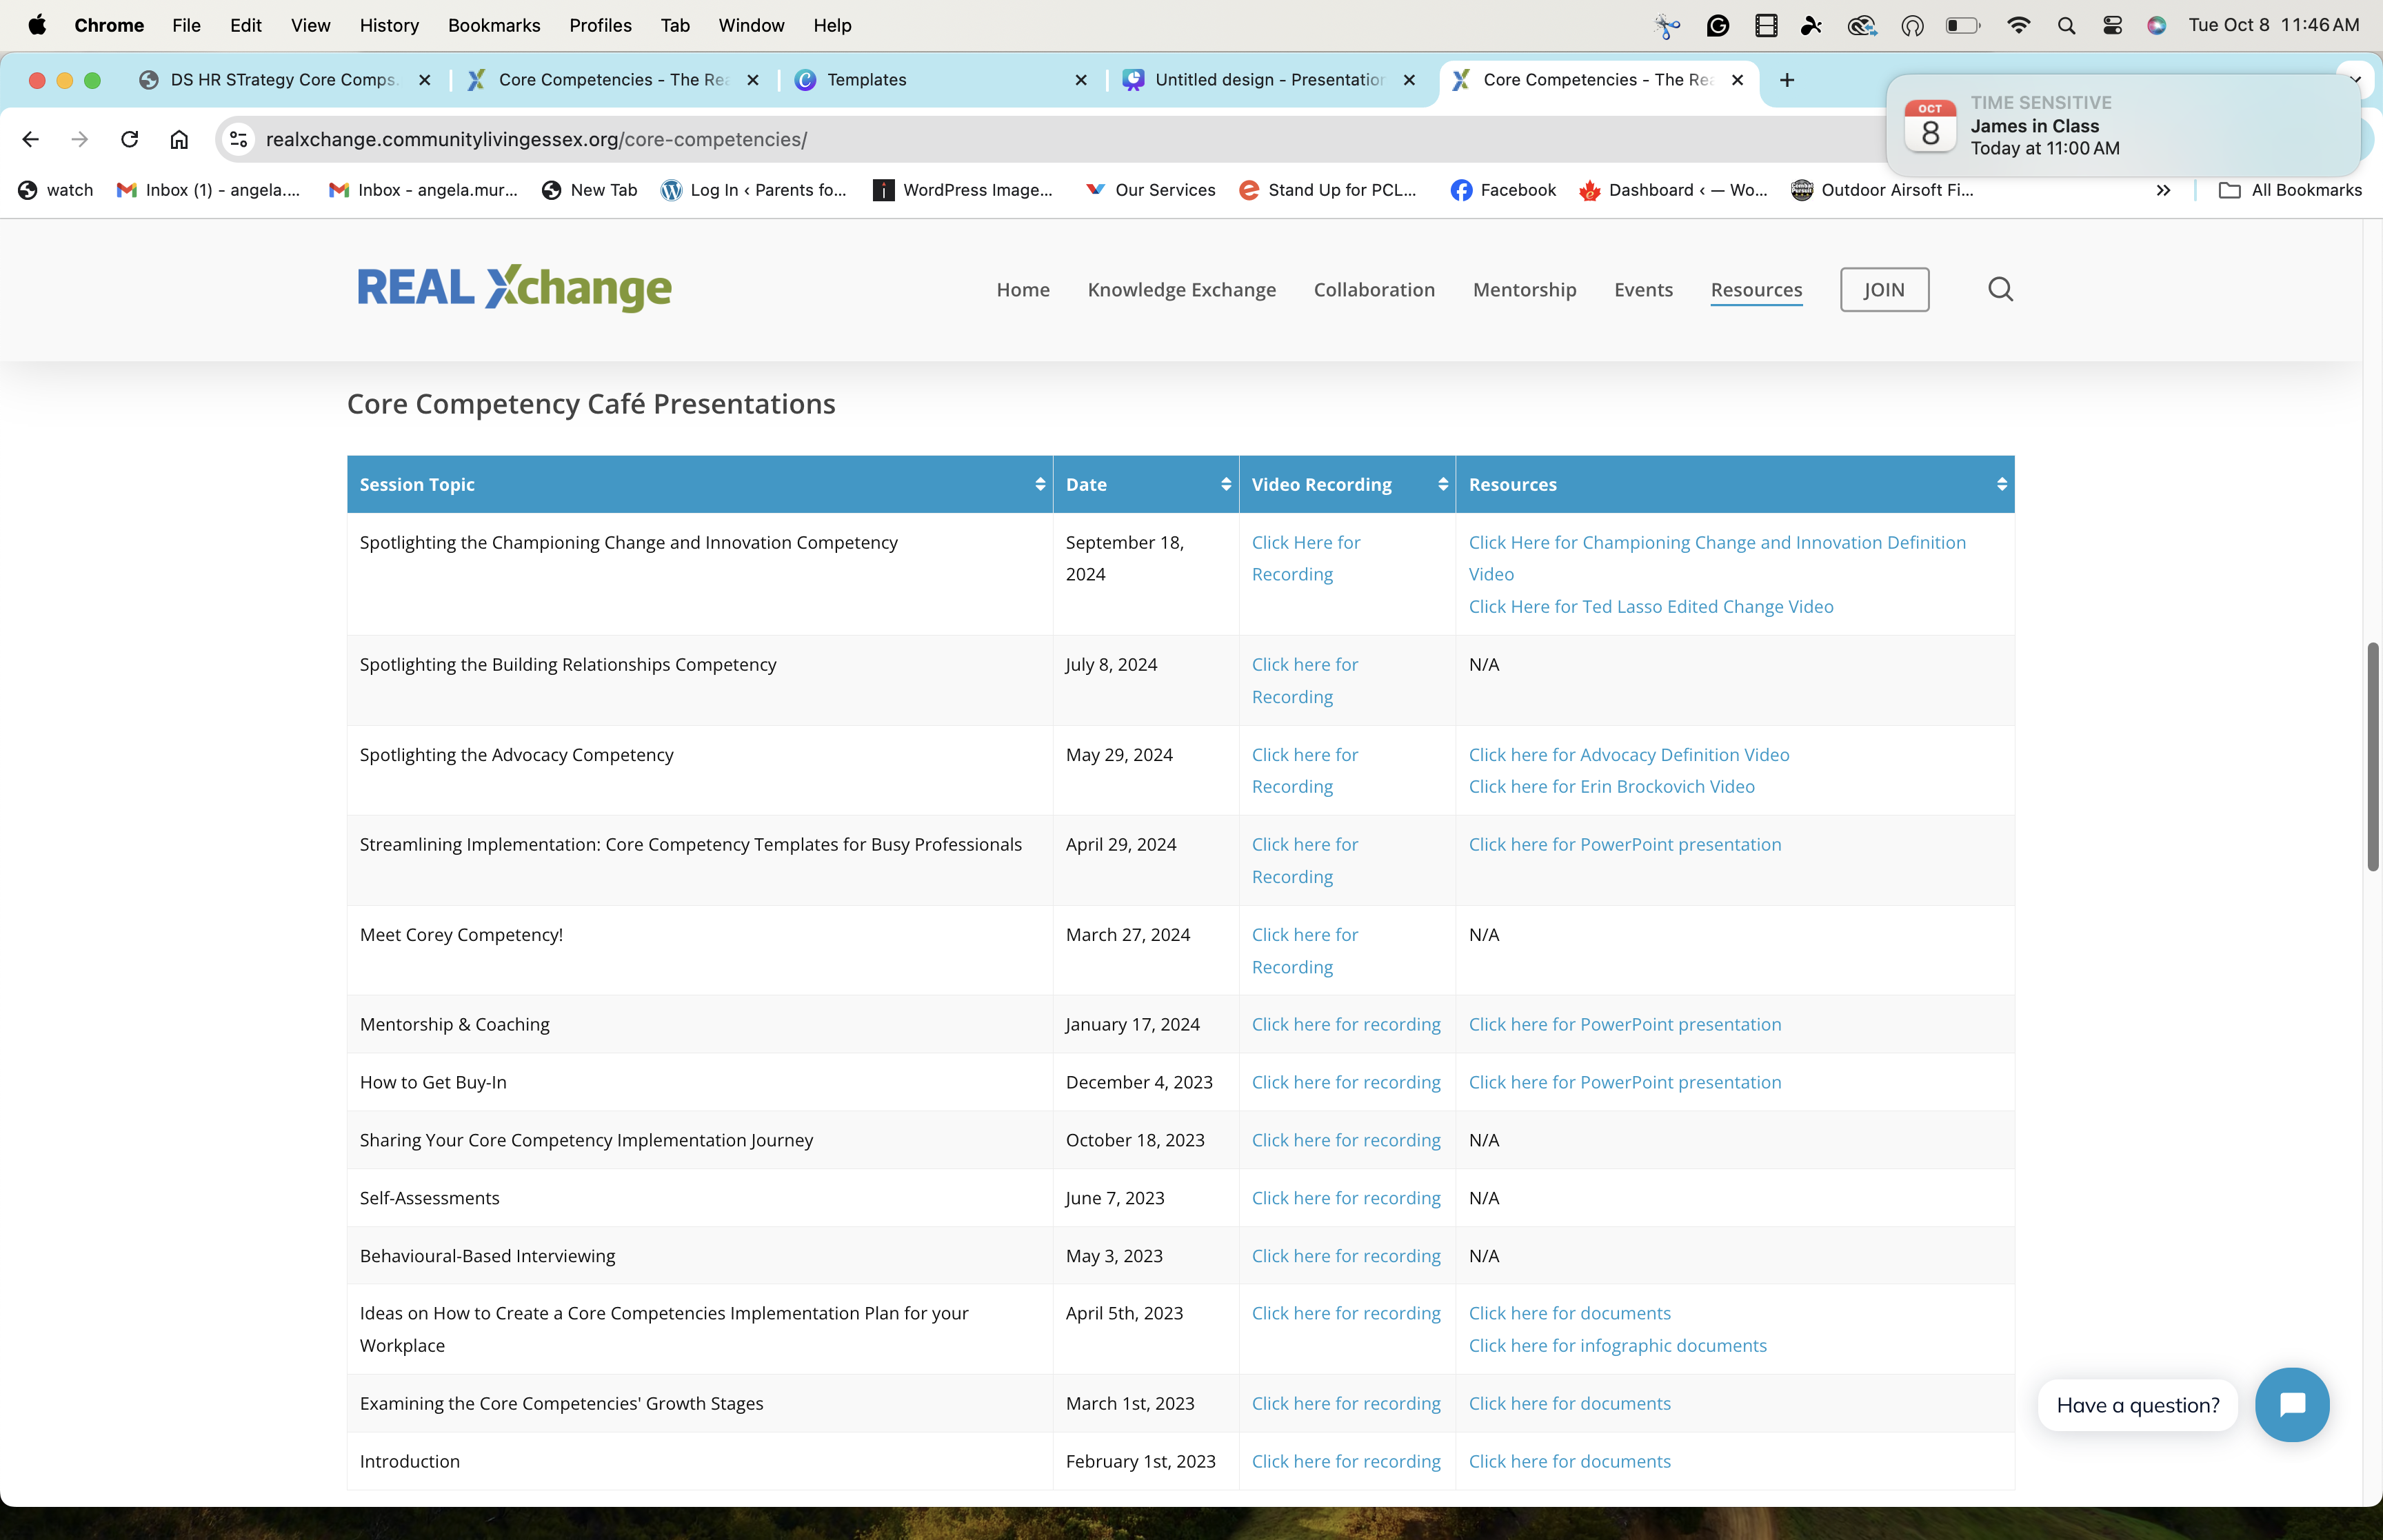 Chrome File Edit View History Bookmarks Profiles Tab Window Help Tue Oct 8 11:46 AM
DS HR STrategy Core Comps. Core Competencies - The Rea Templates Untitled design - Presentation Core Competencies - The Rea
TIME SENSITIVE
OCT
8
James in Class
Today at 11:00 AM
realxchange.communitylivingessex.org/core-competencies/
watch Inbox (1) - angela.... Inbox - angela.mur... New Tab Log In ‹ Parents fo... WordPress Image... Our Services Stand Up for PCL... Facebook Dashboard ‹ — Wo... Outdoor Airsoft Fi... All Bookmarks
REAL Xchange
Home Knowledge Exchange Collaboration Mentorship Events Resources JOIN
Core Competency Café Presentations
Session Topic Date Video Recording Resources
Spotlighting the Championing Change and Innovation Competency September 18, Click Here for Click Here for Championing Change and Innovation Definition
2024 Recording Video
Click Here for Ted Lasso Edited Change Video
Spotlighting the Building Relationships Competency July 8, 2024 Click here for N/A
Recording
Spotlighting the Advocacy Competency May 29, 2024 Click here for Click here for Advocacy Definition Video
Recording Click here for Erin Brockovich Video
Streamlining Implementation: Core Competency Templates for Busy Professionals April 29, 2024 Click here for Click here for PowerPoint presentation
Recording
Meet Corey Competency! March 27, 2024 Click here for N/A
Recording
Mentorship & Coaching January 17, 2024 Click here for recording Click here for PowerPoint presentation
How to Get Buy-In December 4, 2023 Click here for recording Click here for PowerPoint presentation
Sharing Your Core Competency Implementation Journey October 18, 2023 Click here for recording N/A
Self-Assessments June 7, 2023 Click here for recording N/A
Behavioural-Based Interviewing May 3, 2023 Click here for recording N/A
Ideas on How to Create a Core Competencies Implementation Plan for your April 5th, 2023 Click here for recording Click here for documents
Workplace Click here for infographic documents
Examining the Core Competencies' Growth Stages March 1st, 2023 Click here for recording Click here for documents
Have a question?
Introduction February 1st, 2023 Click here for recording Click here for documents